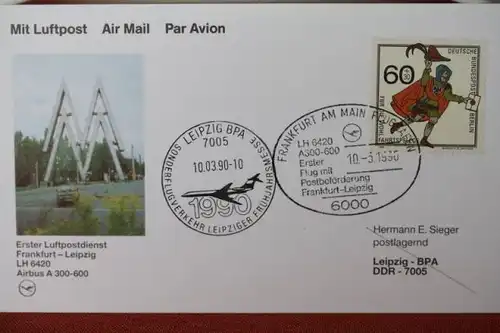 Mit Luftpost Air Mail Par Avion
60
DEUTSCHE
BUNDESPOST
BERLIN
LEIPZIG BPA
7005
10.03.90-10
1990
SONDERFLUGVERKEHR LEIPZIGER FRÜHJAHRSMESSE
FRANKFURT AM MAIN FLUGHAFEN
LH 6420
A300-600
Erster
Flug mit
Postbeförderung
Frankfurt-Leipzig
10.-3.1990
6000
Erster Luftpostdienst
Frankfurt – Leipzig
LH 6420
Airbus A 300-600
Hermann E. Sieger
postlagernd
Leipzig - BPA
DDR - 7005